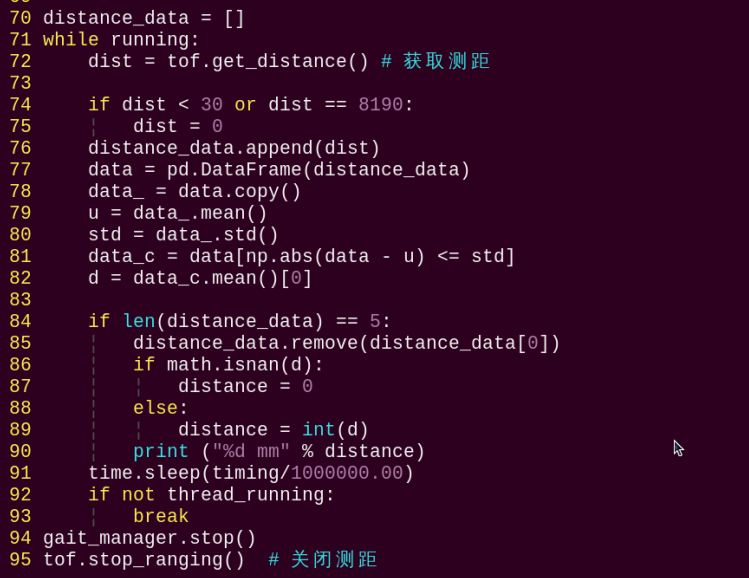 70 distance_data = []
71 while running:
72     dist = tof.get_distance() # 获取测距
73
74     if dist < 30 or dist == 8190:
75         dist = 0
76     distance_data.append(dist)
77     data = pd.DataFrame(distance_data)
78     data_ = data.copy()
79     u = data_.mean()
80     std = data_.std()
81     data_c = data[np.abs(data - u) <= std]
82     d = data_c.mean()[0]
83
84     if len(distance_data) == 5:
85         distance_data.remove(distance_data[0])
86         if math.isnan(d):
87             distance = 0
88         else:
89             distance = int(d)
90         print ("%d mm" % distance)
91     time.sleep(timing/1000000.00)
92     if not thread_running:
93         break
94 gait_manager.stop()
95 tof.stop_ranging()  # 关闭测距